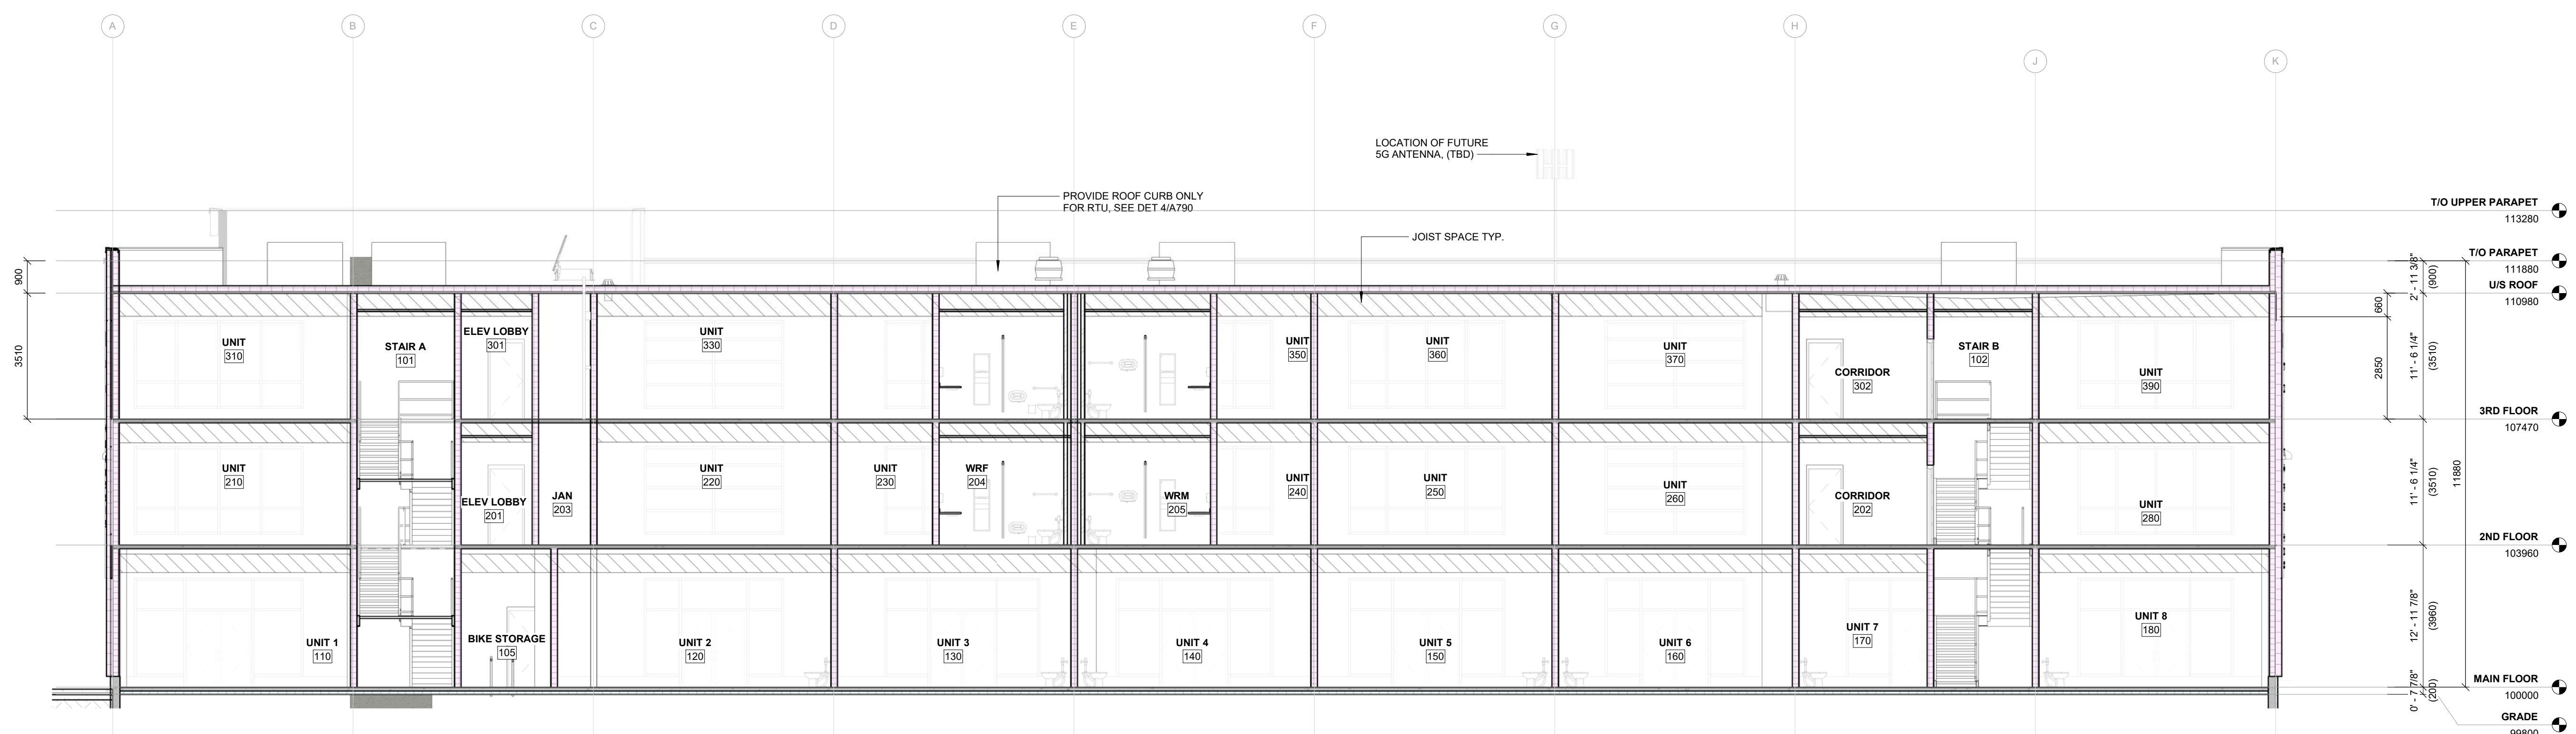 A
B
C
D
E
F
G
H
J
K
LOCATION OF FUTURE
5G ANTENNA, (TBD)
PROVIDE ROOF CURB ONLY
FOR RTU, SEE DET 4/A790
JOIST SPACE TYP.
T/O UPPER PARAPET
113280
T/O PARAPET
111880
U/S ROOF
110980
3RD FLOOR
107470
2ND FLOOR
103960
MAIN FLOOR
100000
GRADE
99800
900
3510
UNIT
310
STAIR A
101
ELEV LOBBY
301
UNIT
330
UNIT
350
UNIT
360
UNIT
370
CORRIDOR
302
STAIR B
102
UNIT
390
UNIT
210
ELEV LOBBY
201
JAN
203
UNIT
220
UNIT
230
WRF
204
WRM
205
UNIT
240
UNIT
250
UNIT
260
CORRIDOR
202
UNIT
280
UNIT 1
110
BIKE STORAGE
105
UNIT 2
120
UNIT 3
130
UNIT 4
140
UNIT 5
150
UNIT 6
160
UNIT 7
170
UNIT 8
180
660
2850
2' - 11 3/8"
(900)
11' - 6 1/4"
(3510)
11' - 6 1/4"
(3510)
12' - 11 7/8"
(3960)
0' - 7 7/8"
(200)
11880